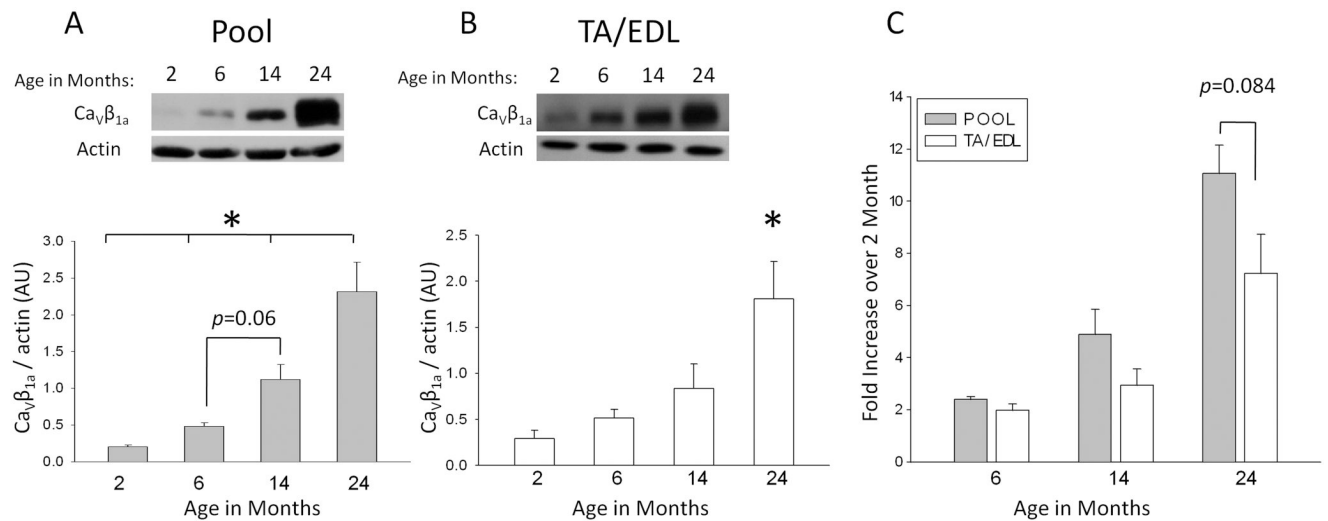 A
Pool
Age in Months: 2 6 14 24
CaVβ1a
Actin
*
3.0
2.5
2.0
1.5
1.0
0.5
0.0
p=0.06
CaVβ1a / actin (AU)
2 6 14 24
Age in Months
B
TA/EDL
Age in Months: 2 6 14 24
CaVβ1a
Actin
*
2.5
2.0
1.5
1.0
0.5
0.0
CaVβ1a / actin (AU)
2 6 14 24
Age in Months
C
p=0.084
14
12
10
8
6
4
2
0
POOL
TA/EDL
Fold Increase over 2 Month
6 14 24
Age in Months